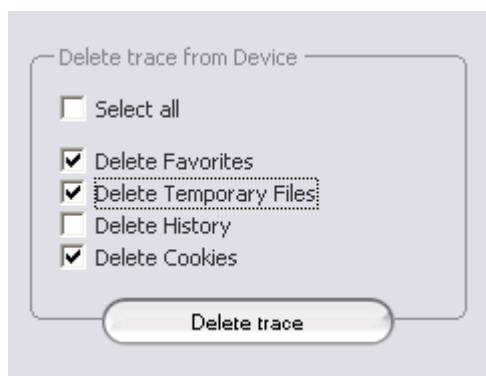 Delete trace from Device
Select all
Delete Favorites
Delete Temporary Files
Delete History
Delete Cookies
Delete trace